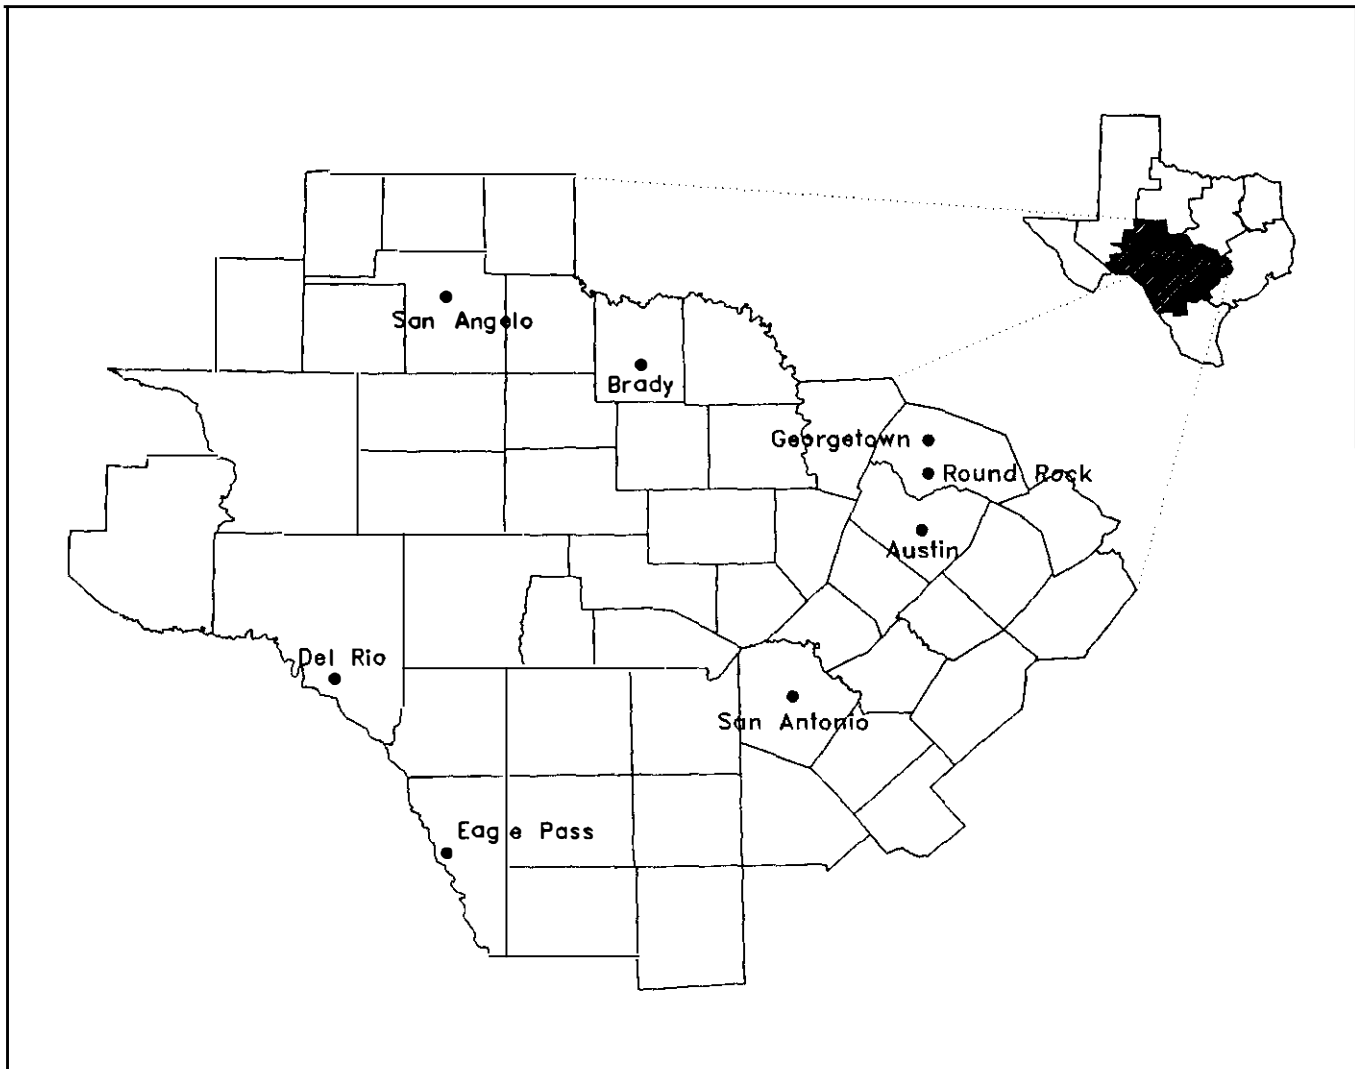 San Angelo
Brady
Georgetown
Round Rock
Austin
Del Rio
San Antonio
Eagle Pass